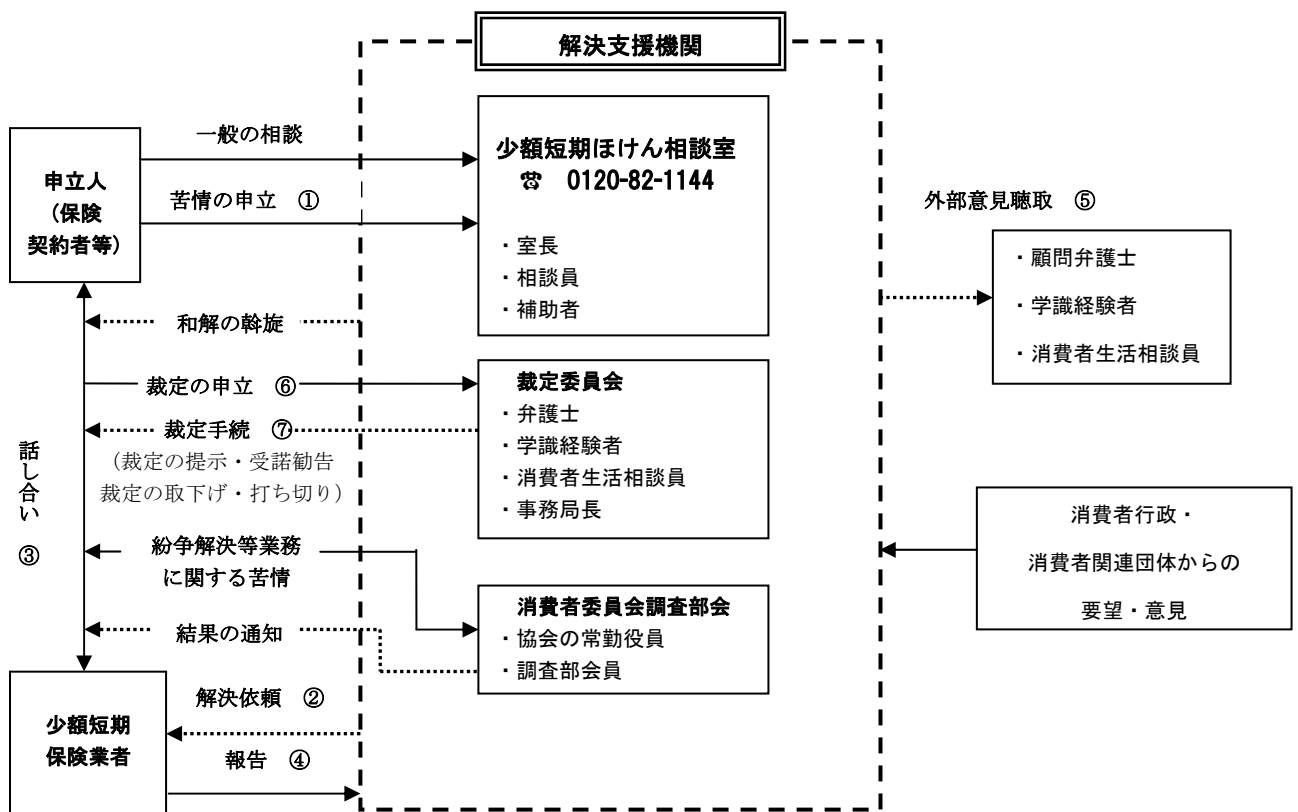 解決支援機関
一般の相談
苦情の申立 ①
申立人
（保険
契約者等）
少額短期ほけん相談室
☎ 0120-82-1144
・室長
・相談員
・補助者
外部意見聴取 ⑤
・顧問弁護士
・学識経験者
・消費者生活相談員
和解の斡旋
裁定の申立 ⑥
裁定手続 ⑦
（裁定の提示・受諾勧告
裁定の取下げ・打ち切り）
裁定委員会
・弁護士
・学識経験者
・消費者生活相談員
・事務局長
話し合い ③
紛争解決等業務
に関する苦情
結果の通知
消費者委員会調査部会
・協会の常勤役員
・調査部会員
消費者行政・
消費者関連団体からの
要望・意見
解決依頼 ②
報告 ④
少額短期
保険業者